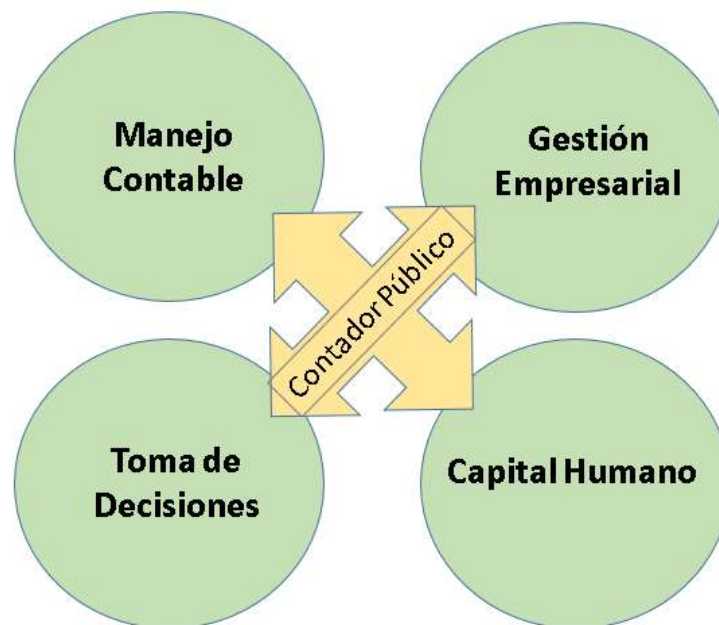 Manejo
Contable
Gestión
Empresarial
Contador Público
Toma de
Decisiones
Capital Humano